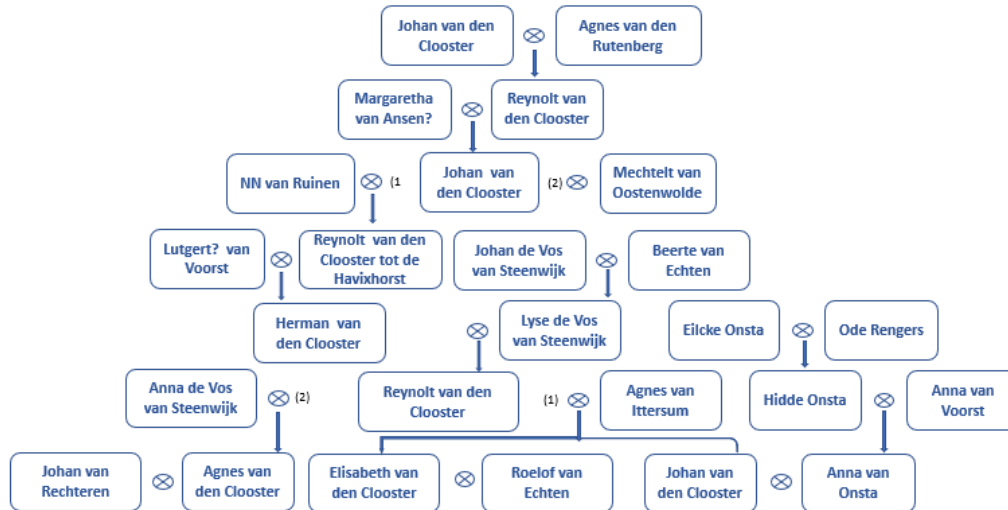 Johan van den
Clooster
Agnes van den
Rutenberg
Margaretha
van Ansen?
Reynolt van
den Clooster
NN van Ruinen
(1
Johan van
den Clooster
(2)
Mechtelt van
Oostenwolde
Lutgert? van
Voorst
Reynolt van den
Clooster tot de
Havixhorst
Johan de Vos
van Steenwijk
Beerte van
Echten
Herman van
den Clooster
Lyse de Vos
van Steenwijk
Eilcke Onsta
Ode Rengers
Anna de Vos
van Steenwijk
(2)
Reynolt van den
Clooster
(1)
Agnes van
Ittersum
Hidde Onsta
Anna van
Voorst
Johan van
Rechteren
Agnes van
den Clooster
Elisabeth van
den Clooster
Roelof van
Echten
Johan van
den Clooster
Anna van
Onsta